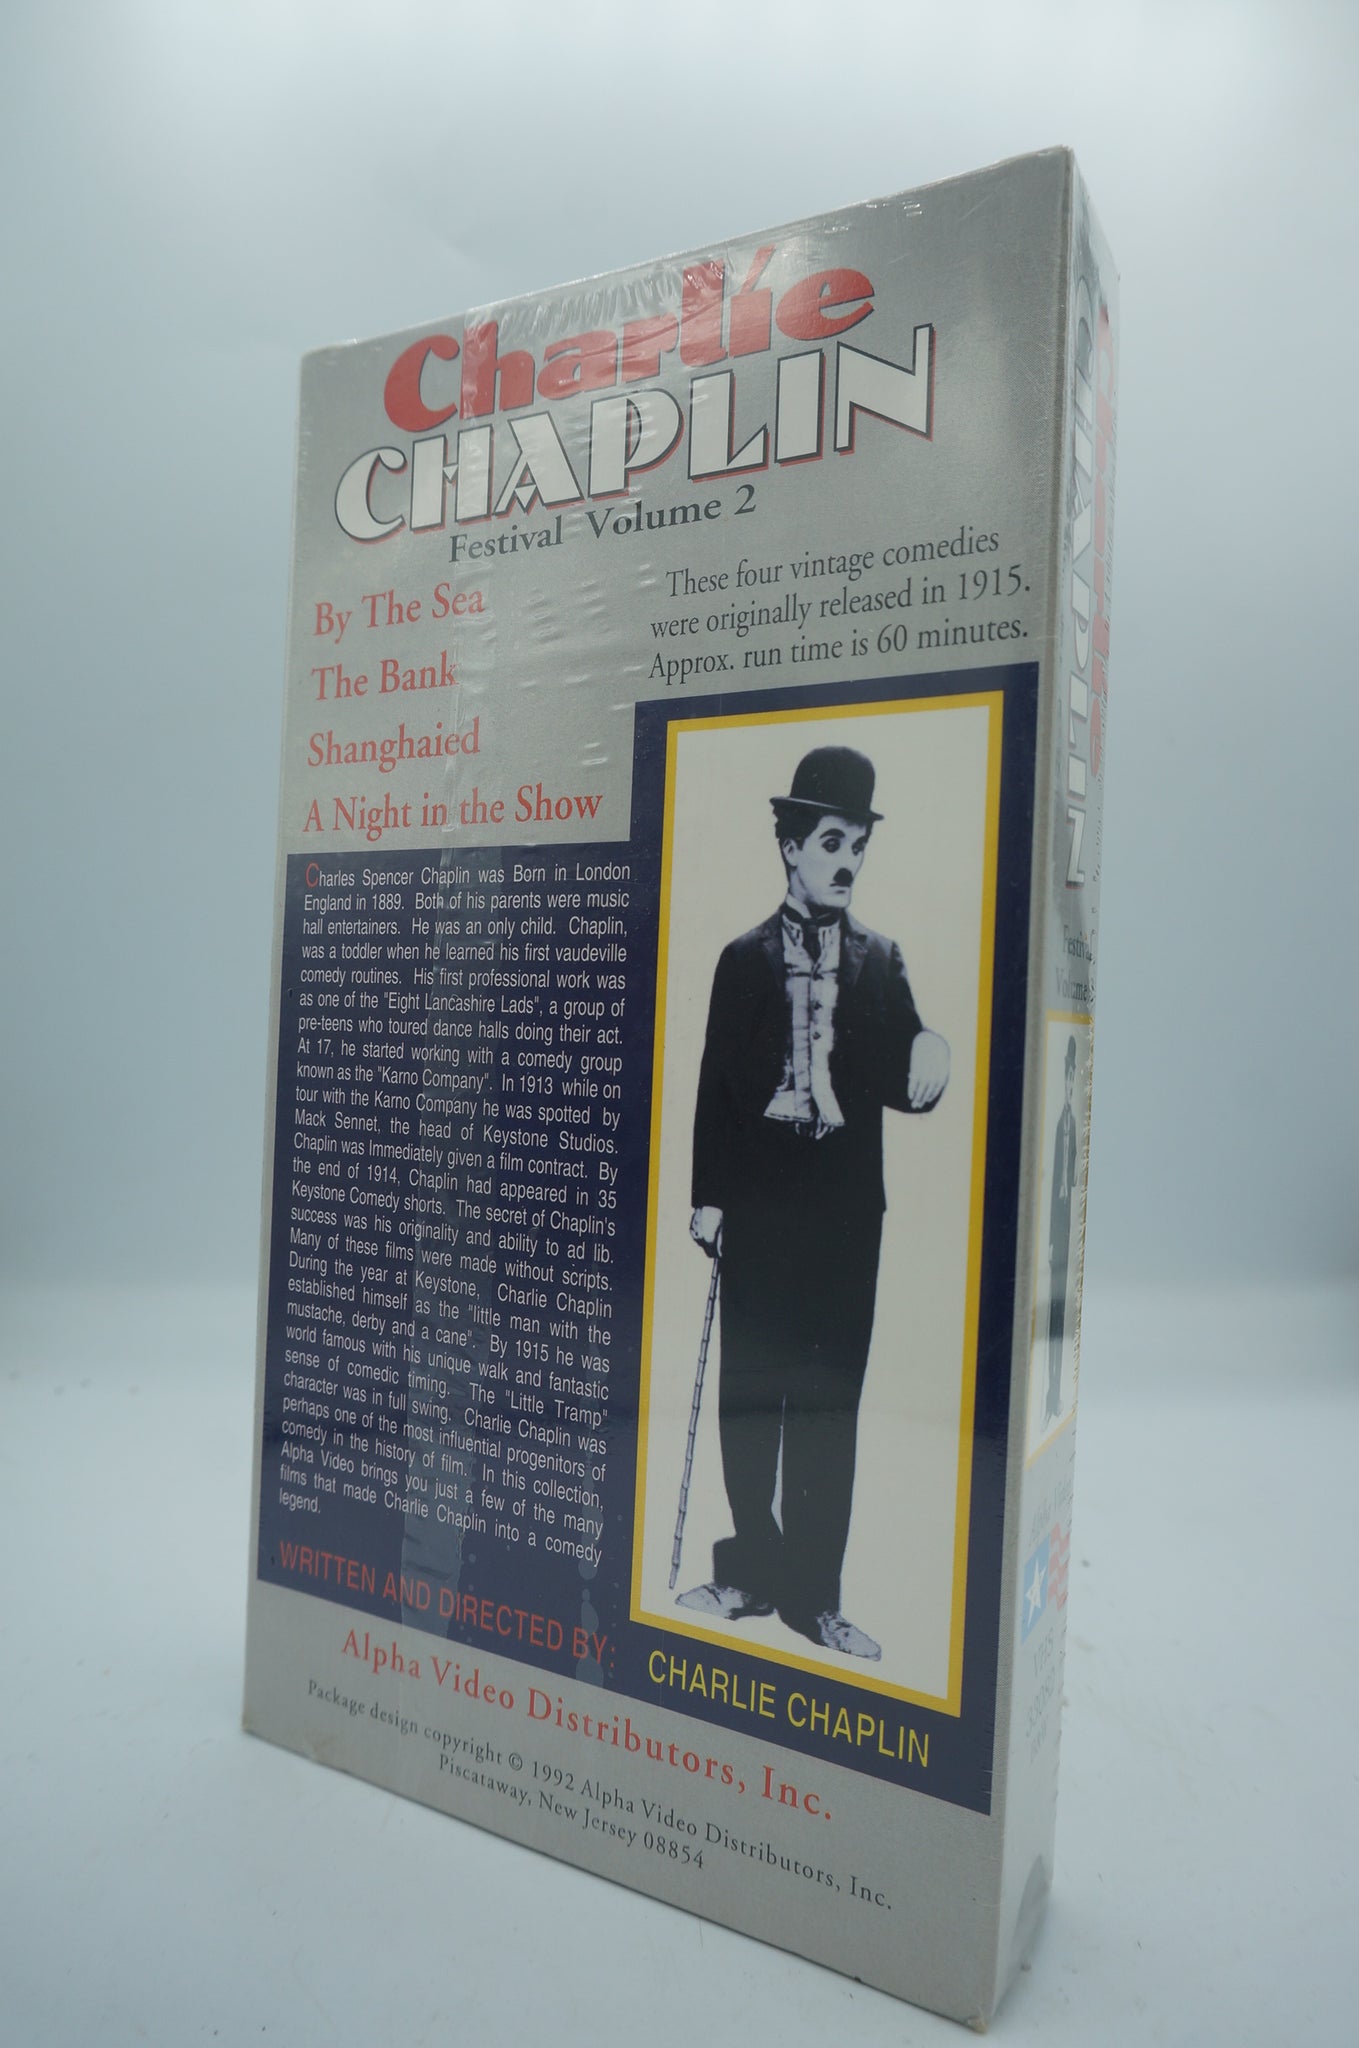 Charlie
CHAPLIN
Festival Volume 2
By The Sea
The Bank
Shanghaied
A Night in the Show
These four vintage comedies
were originally released in 1915.
Approx. run time is 60 minutes.
Charles Spencer Chaplin was Born in London
England in 1889. Both of his parents were music
hall entertainers. He was an only child. Chaplin,
was a toddler when he learned his first vaudeville
comedy routines. His first professional work was
as one of the "Eight Lancashire Lads", a group of
pre-teens who toured dance halls doing their act.
At 17, he started working with a comedy group
known as the "Karno Company". In 1913 while on
tour with the Karno Company he was spotted by
Mack Sennet, the head of Keystone Studios.
Chaplin was Immediately given a film contract. By
the end of 1914, Chaplin had appeared in 35
Keystone Comedy shorts. The secret of Chaplin's
success was his originality and ability to ad lib.
Many of these films were made without scripts.
During the year at Keystone, Charlie Chaplin
established himself as the "little man with the
mustache, derby and a cane". By 1915 he was
world famous with his unique walk and fantastic
sense of comedic timing. The "Little Tramp"
character was in full swing. Charlie Chaplin was
perhaps one of the most influential progenitors of
comedy in the history of film. In this collection,
Alpha Video brings you just a few of the many
films that made Charlie Chaplin into a comedy
legend.
WRITTEN AND DIRECTED BY:
CHARLIE CHAPLIN
Alpha Video Distributors, Inc.
Package design copyright © 1992 Alpha Video Distributors, Inc.
Piscataway, New Jersey 08854
Charlie
CHAPLIN
Festival
Volume
Alpha Video
VHS